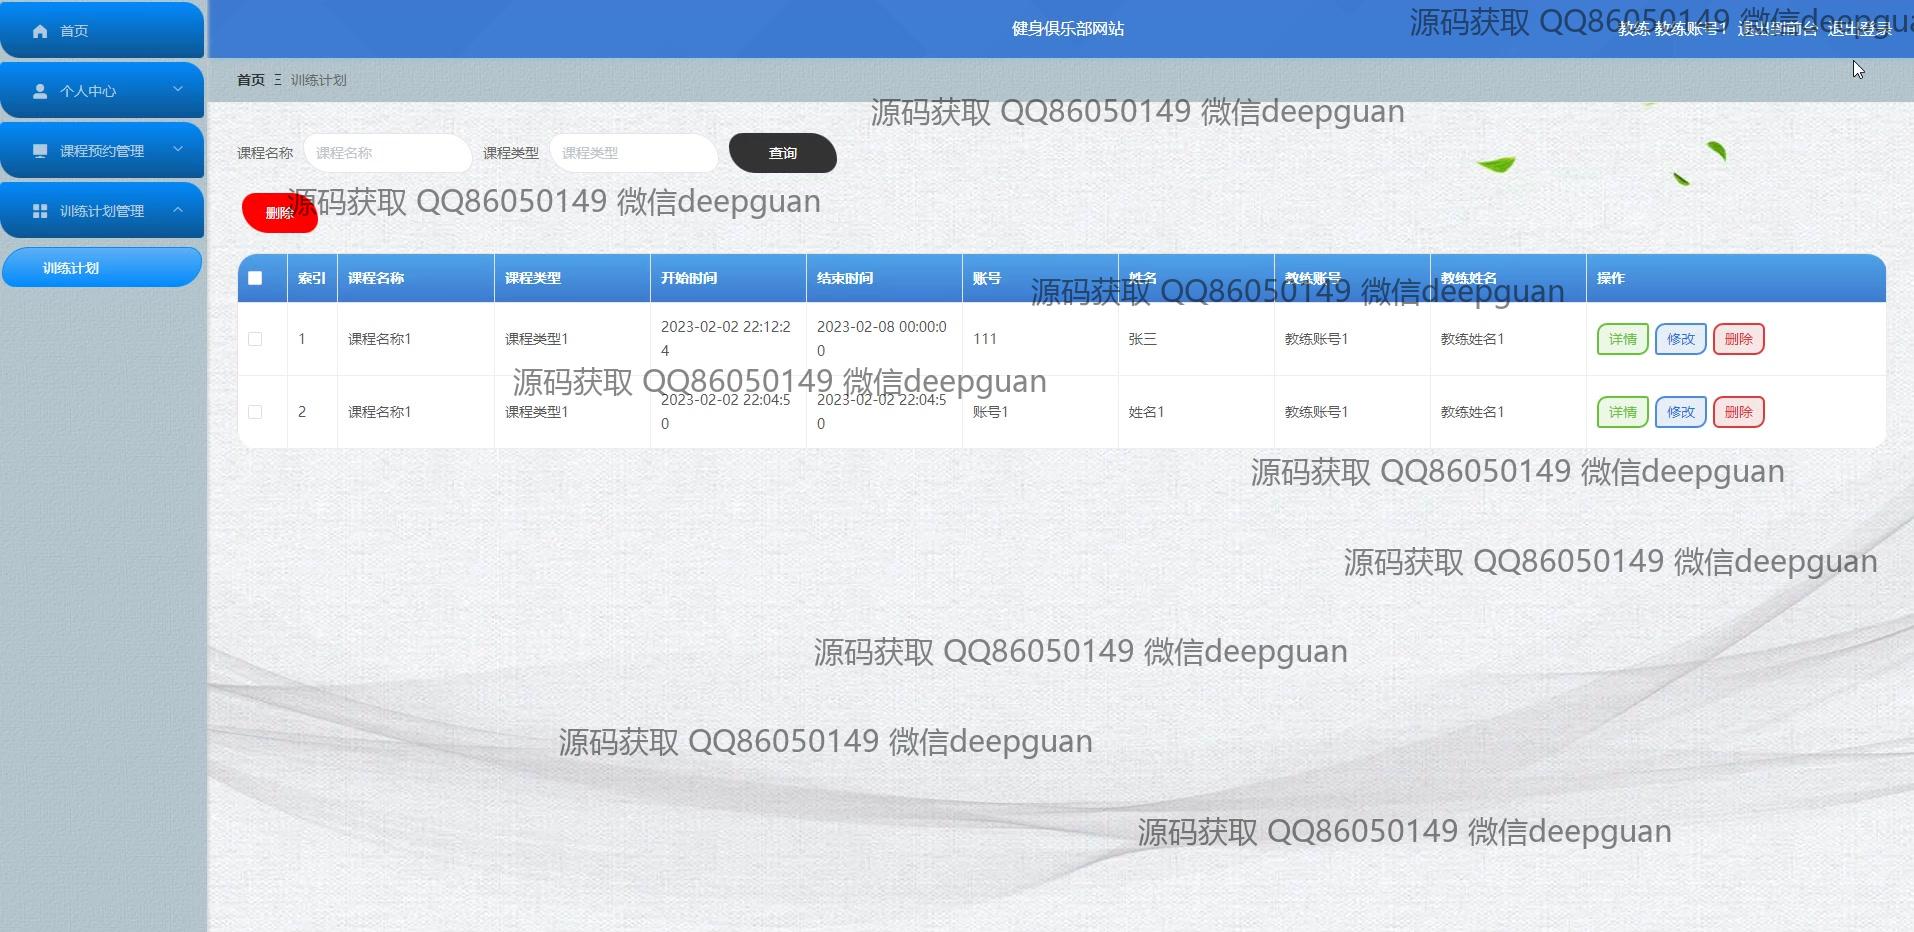 首页
个人中心
课程预约管理
训练计划管理
训练计划
健身俱乐部网站
教练 教练账号1 退出到前台 退出登录
源码获取 QQ86050149 微信deepgua
首页 Ξ 训练计划
源码获取 QQ86050149 微信deepguan
课程名称 课程名称 课程类型 课程类型 查询
删除
源码获取 QQ86050149 微信deepguan
索引 课程名称 课程类型 开始时间 结束时间 账号 姓名 教练账号 教练姓名 操作
源码获取 QQ86050149 微信deepguan
1 课程名称1 课程类型1 2023-02-02 22:12:24 2023-02-08 00:00:00 111 张三 教练账号1 教练姓名1 详情 修改 删除
源码获取 QQ86050149 微信deepguan
2 课程名称1 课程类型1 2023-02-02 22:04:50 2023-02-02 22:04:50 账号1 姓名1 教练账号1 教练姓名1 详情 修改 删除
源码获取 QQ86050149 微信deepguan
源码获取 QQ86050149 微信deepguan
源码获取 QQ86050149 微信deepguan
源码获取 QQ86050149 微信deepguan
源码获取 QQ86050149 微信deepguan